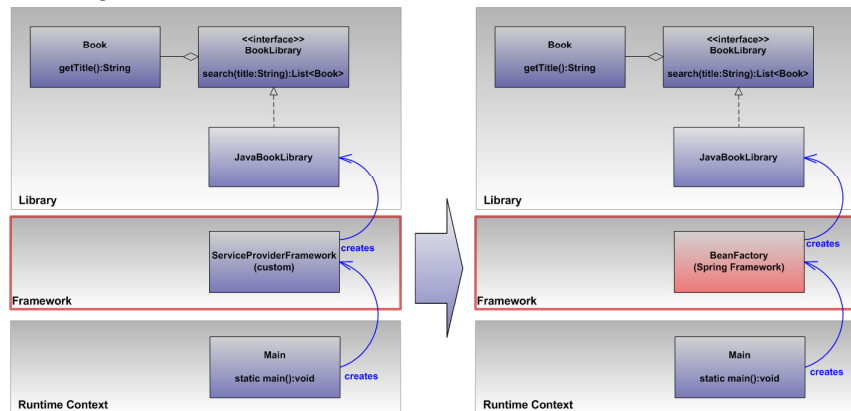 Book
getTitle():String
<<interface>>
BookLibrary
search(title:String):List<Book>
JavaBookLibrary
Library
ServiceProviderFramework
(custom)
creates
Framework
Main
static main():void
creates
Runtime Context
Book
getTitle():String
<<interface>>
BookLibrary
search(title:String):List<Book>
JavaBookLibrary
Library
BeanFactory
(Spring Framework)
creates
Framework
Main
static main():void
creates
Runtime Context